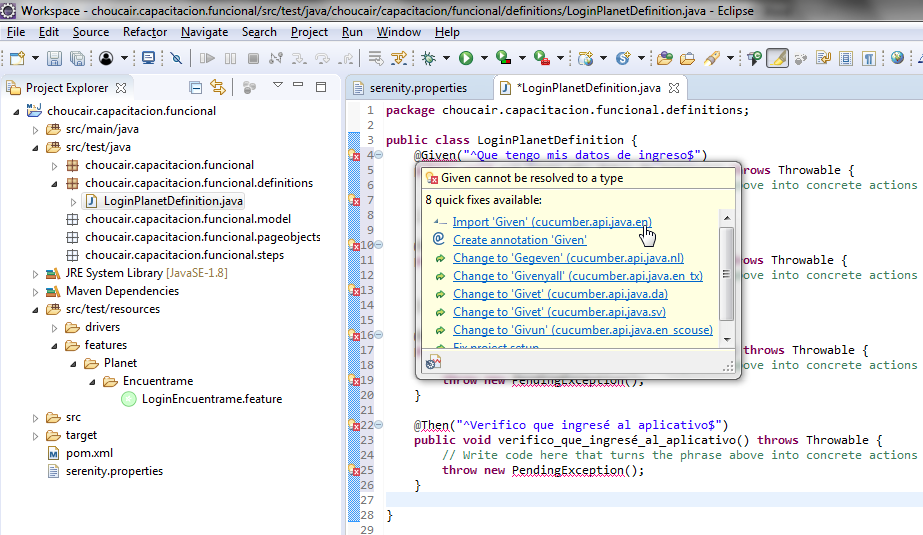 Workspace - choucair.capacitacion.funcional/src/test/java/choucair/capacitacion/funcional/definitions/LoginPlanetDefinition.java - Eclipse
File Edit Source Refactor Navigate Search Project Run Window Help
Project Explorer
choucair.capacitacion.funcional
src/main/java
src/test/java
choucair.capacitacion.funcional
choucair.capacitacion.funcional.definitions
LoginPlanetDefinition.java
choucair.capacitacion.funcional.model
choucair.capacitacion.funcional.pageobjects
choucair.capacitacion.funcional.steps
JRE System Library [JavaSE-1.8]
Maven Dependencies
src/test/resources
drivers
features
Planet
Encuentrame
LoginEncuentrame.feature
src
target
pom.xml
serenity.properties
serenity.properties
*LoginPlanetDefinition.java
1 package choucair.capacitacion.funcional.definitions;
2
3 public class LoginPlanetDefinition {
4 @Given("^Que tengo mis datos de ingreso$")
5 rows Throwable {
6 ove into concrete actions
7
8
9
10
11 hrows Throwable {
12 ove into concrete actions
13
14
15
16
17 throws Throwable {
18 ove into concrete actions
19 throw new PendingException();
20 }
21
22 @Then("^Verifico que ingresé al aplicativo$")
23 public void verifico_que_ingresé_al_aplicativo() throws Throwable {
24 // Write code here that turns the phrase above into concrete actions
25 throw new PendingException();
26 }
27
28 }
29
Given cannot be resolved to a type
8 quick fixes available:
Import 'Given' (cucumber.api.java.en)
Create annotation 'Given'
Change to 'Gegeven' (cucumber.api.java.nl)
Change to 'Givenyall' (cucumber.api.java.en_tx)
Change to 'Givet' (cucumber.api.java.da)
Change to 'Givet' (cucumber.api.java.sv)
Change to 'Givun' (cucumber.api.java.en_scouse)
Fix project setup